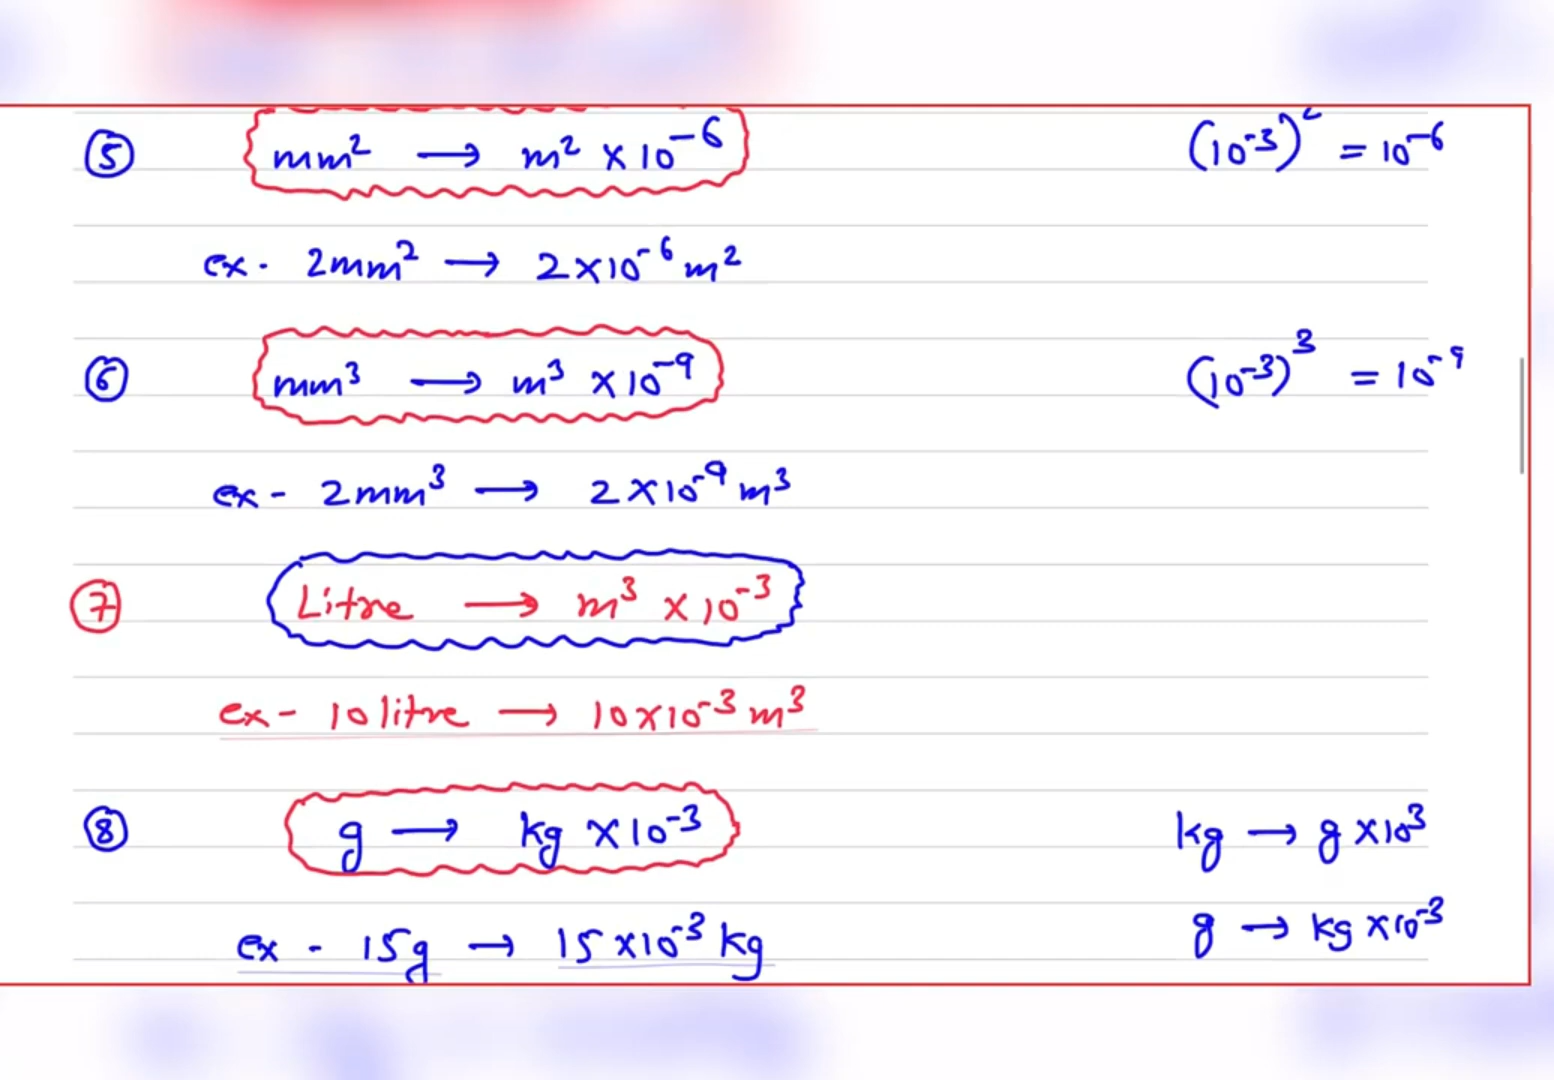 ⑤ mm² → m² × 10⁻⁶ (10⁻³)² = 10⁻⁶
ex. 2mm² → 2×10⁻⁶ m²
⑥ mm³ → m³ × 10⁻⁹ (10⁻³)³ = 10⁻⁹
ex - 2mm³ → 2×10⁻⁹ m³
⑦ Litre → m³ × 10⁻³
ex - 10 litre → 10×10⁻³ m³
⑧ g → kg ×10⁻³ kg → g ×10³
g → kg ×10⁻³
ex - 15g → 15×10⁻³ kg